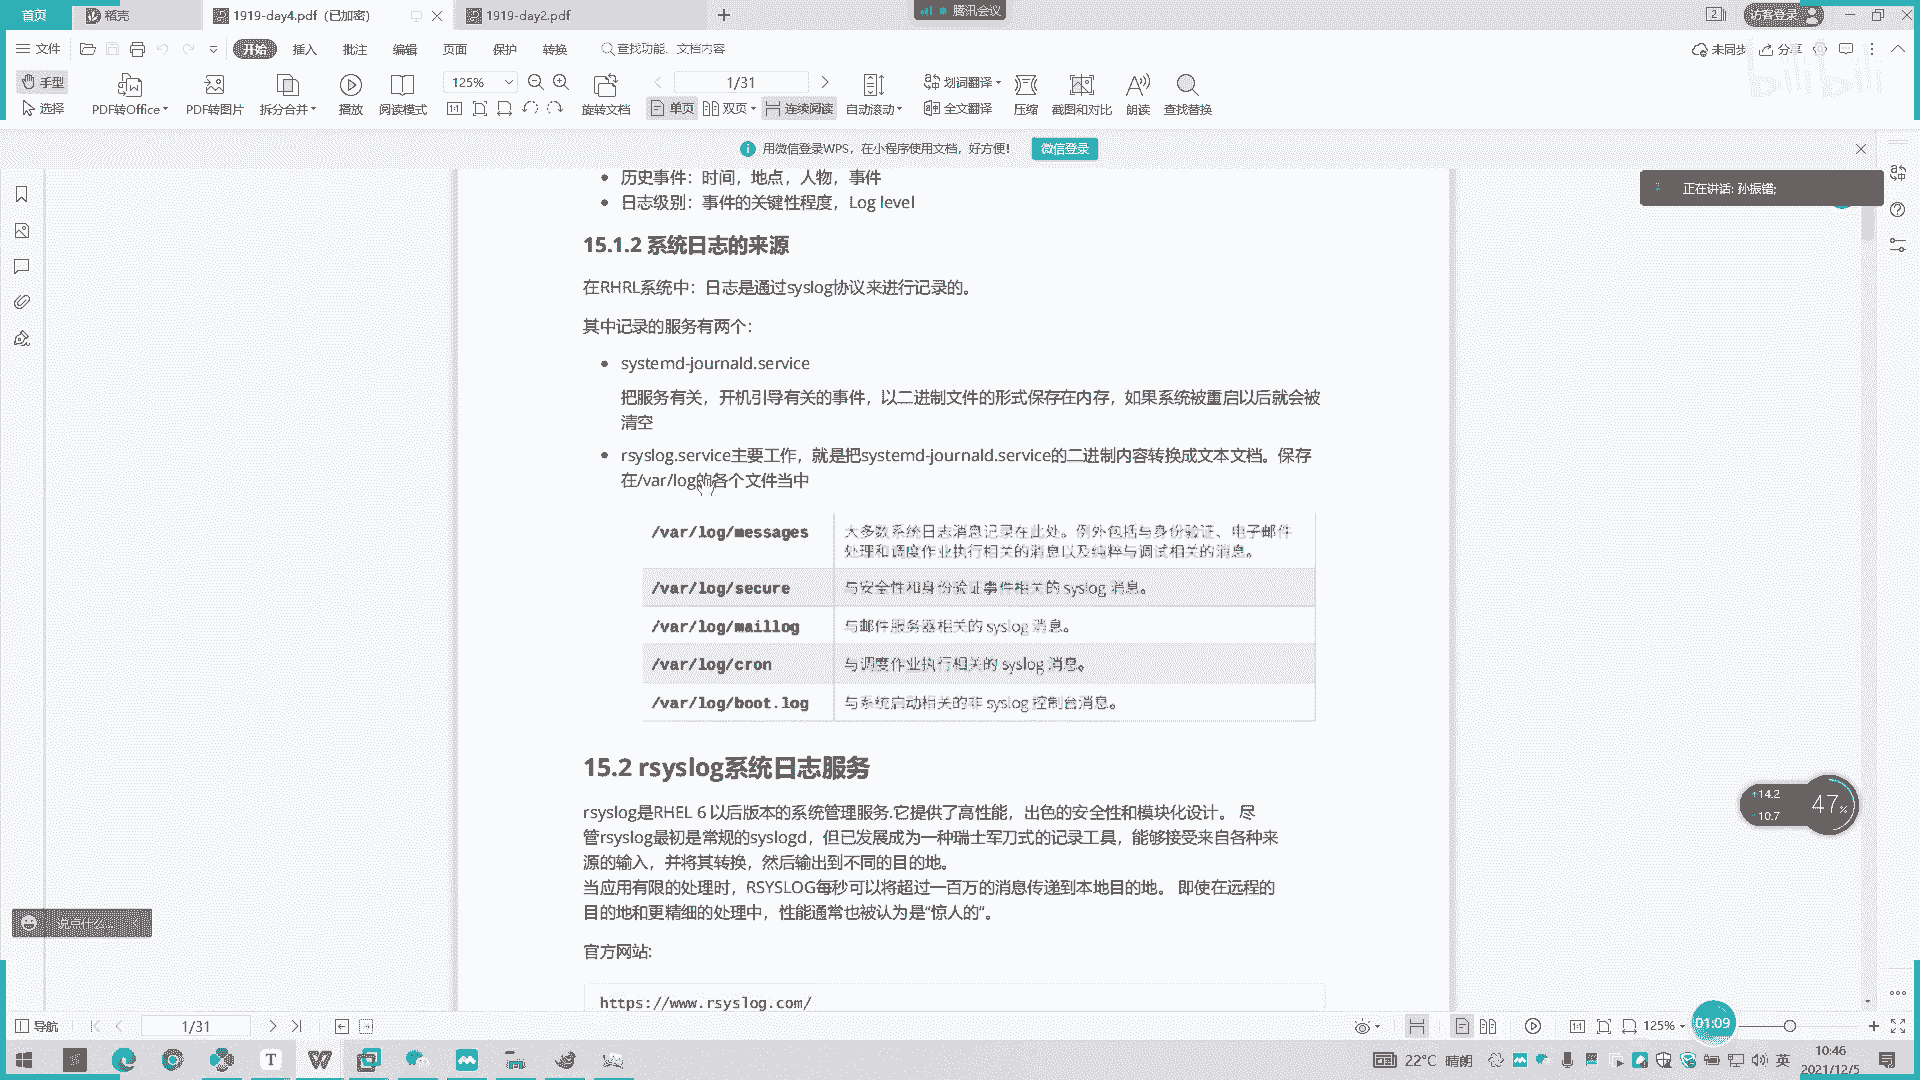 首页
稻壳
1919-day4.pdf（已加密）
1919-day2.pdf
腾讯会议
2
访客登录
文件
开始
插入
批注
编辑
页面
保护
转换
查找功能、文档内容
未同步
分享
bilibili
手型
选择
PDF转Office
PDF转图片
拆分合并
播放
阅读模式
125%
旋转文档
1/31
单页
双页
连续阅读
自动滚动
划词翻译
全文翻译
压缩
截图和对比
朗读
查找替换
用微信登录WPS，在小程序使用文档，好方便！
微信登录
正在讲话: 孙振锴;
历史事件：时间，地点，人物，事件
日志级别：事件的关键性程度，Log level
15.1.2 系统日志的来源
在RHRL系统中：日志是通过syslog协议来进行记录的。
其中记录的服务有两个：
systemd-journald.service
把服务有关，开机引导有关的事件，以二进制文件的形式保存在内存，如果系统被重启以后就会被
清空
rsyslog.service主要工作，就是把systemd-journald.service的二进制内容转换成文本文档。保存
在/var/log的各个文件当中
/var/log/messages 大多数系统日志消息记录在此处。例外包括与身份验证、电子邮件
处理和调度作业执行相关的消息以及纯粹与调试相关的消息。
/var/log/secure 与安全性和身份验证事件相关的 syslog 消息。
/var/log/maillog 与邮件服务器相关的 syslog 消息。
/var/log/cron 与调度作业执行相关的 syslog 消息。
/var/log/boot.log 与系统启动相关的非 syslog 控制台消息。
15.2 rsyslog系统日志服务
rsyslog是RHEL 6 以后版本的系统管理服务.它提供了高性能，出色的安全性和模块化设计。 尽
管rsyslog最初是常规的syslogd，但已发展成为一种瑞士军刀式的记录工具，能够接受来自各种来
源的输入，并将其转换，然后输出到不同的目的地。
当应用有限的处理时，RSYSLOG每秒可以将超过一百万的消息传递到本地目的地。 即使在远程的
目的地和更精细的处理中，性能通常也被认为是“惊人的”。
官方网站:
https://www.rsyslog.com/
14.2
10.7
47%
说点什么...
导航
1/31
125%
01:09
22°C 晴朗
英
10:46
2021/12/5